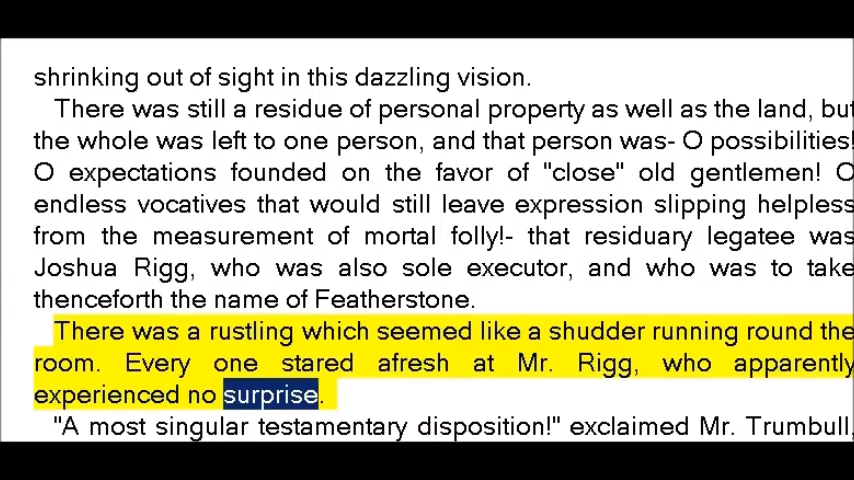 shrinking out of sight in this dazzling vision.
There was still a residue of personal property as well as the land, but
the whole was left to one person, and that person was- O possibilities!
O expectations founded on the favor of "close" old gentlemen! O
endless vocatives that would still leave expression slipping helpless
from the measurement of mortal folly!- that residuary legatee was
Joshua Rigg, who was also sole executor, and who was to take
thenceforth the name of Featherstone.
There was a rustling which seemed like a shudder running round the
room. Every one stared afresh at Mr. Rigg, who apparently
experienced no surprise.
"A most singular testamentary disposition!" exclaimed Mr. Trumbull,